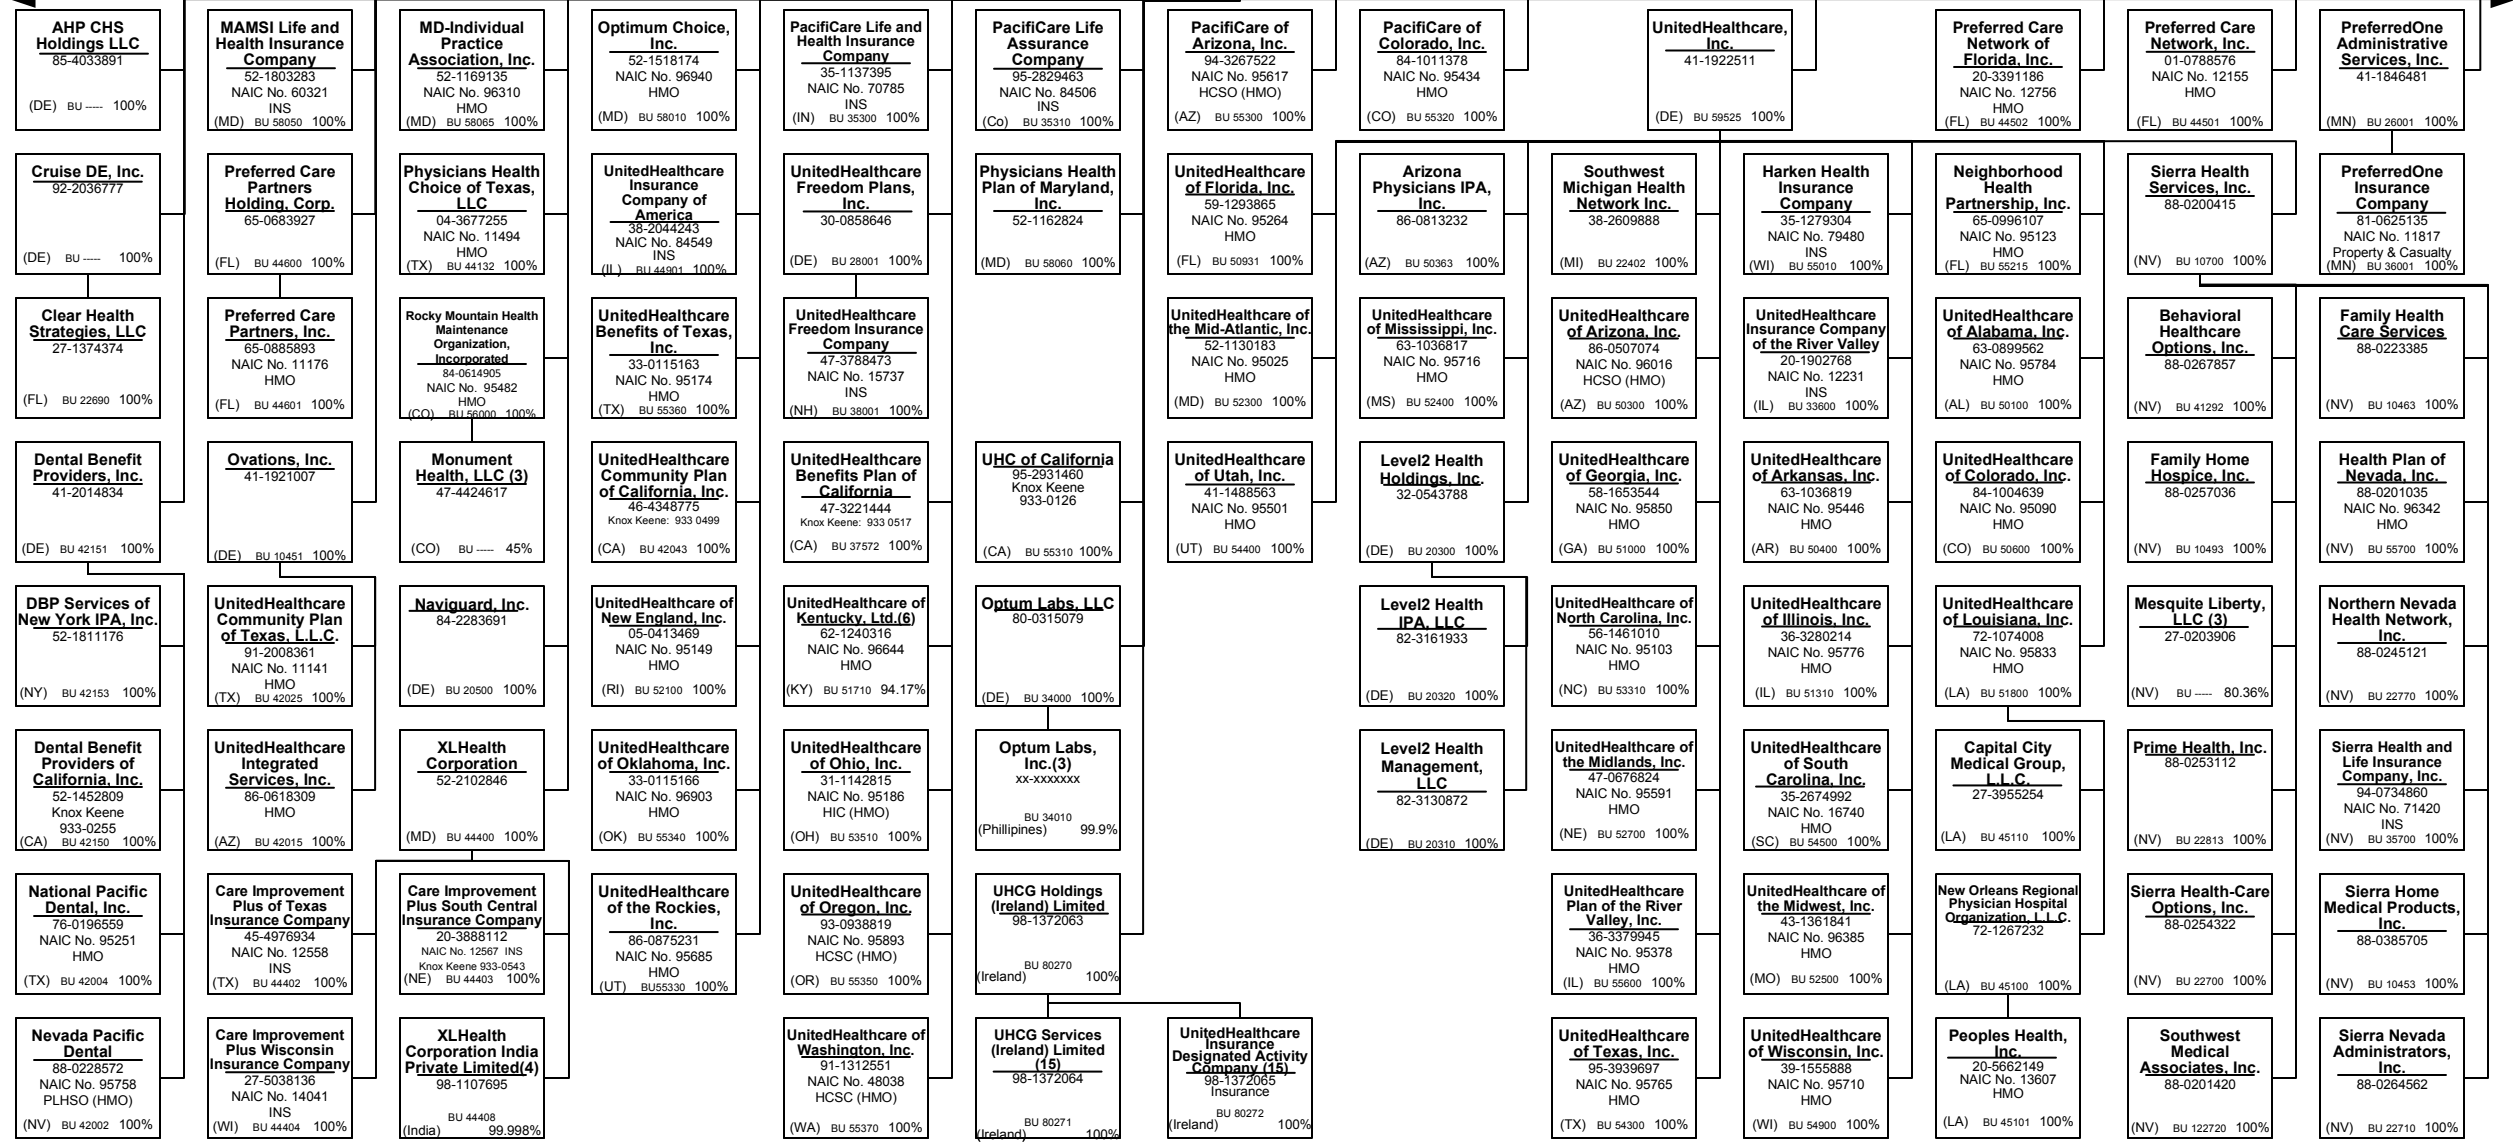 AHP CHS
Holdings LLC
85-4033891
(DE) BU ----- 100%
MAMSI Life and
Health Insurance
Company
52-1803283
NAIC No. 60321
INS
(MD) BU 58050 100%
MD-Individual
Practice
Association, Inc.
52-1169135
NAIC No. 96310
HMO
(MD) BU 58065 100%
Optimum Choice,
Inc.
52-1518174
NAIC No. 96940
HMO
(MD) BU 58010 100%
PacifiCare Life and
Health Insurance
Company
35-1137395
NAIC No. 70785
INS
(IN) BU 35300 100%
PacifiCare Life
Assurance
Company
95-2829463
NAIC No. 84506
INS
(Co) BU 35310 100%
PacifiCare of
Arizona, Inc.
94-3267522
NAIC No. 95617
HCSO (HMO)
(AZ) BU 55300 100%
PacifiCare of
Colorado, Inc.
84-1011378
NAIC No. 95434
HMO
(CO) BU 55320 100%
UnitedHealthcare,
Inc.
41-1922511
(DE) BU 59525 100%
Preferred Care
Network of
Florida, Inc.
20-3391186
NAIC No. 12756
HMO
(FL) BU 44502 100%
Preferred Care
Network, Inc.
01-0788576
NAIC No. 12155
HMO
(FL) BU 44501 100%
PreferredOne
Administrative
Services, Inc.
41-1846481
(MN) BU 26001 100%
Cruise DE, Inc.
92-2036777
(DE) BU ----- 100%
Preferred Care
Partners
Holding, Corp.
65-0683927
(FL) BU 44600 100%
Physicians Health
Choice of Texas,
LLC
04-3677255
NAIC No. 11494
HMO
(TX) BU 44132 100%
UnitedHealthcare
Insurance
Company of
America
38-2044243
NAIC No. 84549
INS
(IL) BU 44901 100%
UnitedHealthcare
Freedom Plans,
Inc.
30-0858646
(DE) BU 28001 100%
Physicians Health
Plan of Maryland,
Inc.
52-1162824
(MD) BU 58060 100%
UnitedHealthcare
of Florida, Inc.
59-1293865
NAIC No. 95264
HMO
(FL) BU 50931 100%
Arizona
Physicians IPA,
Inc.
86-0813232
(AZ) BU 50363 100%
Southwest
Michigan Health
Network Inc.
38-2609888
(MI) BU 22402 100%
Harken Health
Insurance
Company
35-1279304
NAIC No. 79480
INS
(WI) BU 55010 100%
Neighborhood
Health
Partnership, Inc.
65-0996107
NAIC No. 95123
HMO
(FL) BU 55215 100%
Sierra Health
Services, Inc.
88-0200415
(NV) BU 10700 100%
PreferredOne
Insurance
Company
81-0625135
NAIC No. 11817
Property & Casualty
(MN) BU 36001 100%
Clear Health
Strategies, LLC
27-1374374
(FL) BU 22690 100%
Preferred Care
Partners, Inc.
65-0885893
NAIC No. 11176
HMO
(FL) BU 44601 100%
Rocky Mountain Health
Maintenance
Organization,
Incorporated
84-0614905
NAIC No. 95482
HMO
(CO) BU 56000 100%
UnitedHealthcare
Benefits of Texas,
Inc.
33-0115163
NAIC No. 95174
HMO
(TX) BU 55360 100%
UnitedHealthcare
Freedom Insurance
Company
47-3788473
NAIC No. 15737
INS
(NH) BU 38001 100%
UnitedHealthcare of
the Mid-Atlantic, Inc.
52-1130183
NAIC No. 95025
HMO
(MD) BU 52300 100%
UnitedHealthcare
of Mississippi, Inc.
63-1036817
NAIC No. 95716
HMO
(MS) BU 52400 100%
UnitedHealthcare
of Arizona, Inc.
86-0507074
NAIC No. 96016
HCSO (HMO)
(AZ) BU 50300 100%
UnitedHealthcare
Insurance Company
of the River Valley
20-1902768
NAIC No. 12231
INS
(IL) BU 33600 100%
UnitedHealthcare
of Alabama, Inc.
63-0899562
NAIC No. 95784
HMO
(AL) BU 50100 100%
Behavioral
Healthcare
Options, Inc.
88-0267857
(NV) BU 41292 100%
Family Health
Care Services
88-0223385
(NV) BU 10463 100%
Dental Benefit
Providers, Inc.
41-2014834
(DE) BU 42151 100%
Ovations, Inc.
41-1921007
(DE) BU 10451 100%
Monument
Health, LLC (3)
47-4424617
(CO) BU ----- 45%
UnitedHealthcare
Community Plan
of California, Inc.
46-4348775
Knox Keene: 933 0499
(CA) BU 42043 100%
UnitedHealthcare
Benefits Plan of
California
47-3221444
Knox Keene: 933 0517
(CA) BU 37572 100%
UHC of California
95-2931460
Knox Keene
933-0126
(CA) BU 55310 100%
UnitedHealthcare
of Utah, Inc.
41-1488563
NAIC No. 95501
HMO
(UT) BU 54400 100%
Level2 Health
Holdings, Inc.
32-0543788
(DE) BU 20300 100%
UnitedHealthcare
of Georgia, Inc.
58-1653544
NAIC No. 95850
HMO
(GA) BU 51000 100%
UnitedHealthcare
of Arkansas, Inc.
63-1036819
NAIC No. 95446
HMO
(AR) BU 50400 100%
UnitedHealthcare
of Colorado, Inc.
84-1004639
NAIC No. 95090
HMO
(CO) BU 50600 100%
Family Home
Hospice, Inc.
88-0257036
(NV) BU 10493 100%
Health Plan of
Nevada, Inc.
88-0201035
NAIC No. 96342
HMO
(NV) BU 55700 100%
DBP Services of
New York IPA, Inc.
52-1811176
(NY) BU 42153 100%
UnitedHealthcare
Community Plan
of Texas, L.L.C.
91-2008361
NAIC No. 11141
HMO
(TX) BU 42025 100%
Naviguard, Inc.
84-2283691
(DE) BU 20500 100%
UnitedHealthcare of
New England, Inc.
05-0413469
NAIC No. 95149
HMO
(RI) BU 52100 100%
UnitedHealthcare of
Kentucky, Ltd.(6)
62-1240316
NAIC No. 96644
HMO
(KY) BU 51710 94.17%
Optum Labs, LLC
80-0315079
(DE) BU 34000 100%
Level2 Health
IPA, LLC
82-3161933
(DE) BU 20320 100%
UnitedHealthcare of
North Carolina, Inc.
56-1461010
NAIC No. 95103
HMO
(NC) BU 53310 100%
UnitedHealthcare
of Illinois, Inc.
36-3280214
NAIC No. 95776
HMO
(IL) BU 51310 100%
UnitedHealthcare
of Louisiana, Inc.
72-1074008
NAIC No. 95833
HMO
(LA) BU 51800 100%
Mesquite Liberty,
LLC (3)
27-0203906
(NV) BU ----- 80.36%
Northern Nevada
Health Network,
Inc.
88-0245121
(NV) BU 22770 100%
Dental Benefit
Providers of
California, Inc.
52-1452809
Knox Keene
933-0255
(CA) BU 42150 100%
UnitedHealthcare
Integrated
Services, Inc.
86-0618309
HMO
(AZ) BU 42015 100%
XLHealth
Corporation
52-2102846
(MD) BU 44400 100%
UnitedHealthcare
of Oklahoma, Inc.
33-0115166
NAIC No. 96903
HMO
(OK) BU 55340 100%
UnitedHealthcare
of Ohio, Inc.
31-1142815
NAIC No. 95186
HIC (HMO)
(OH) BU 53510 100%
Optum Labs,
Inc.(3)
xx-xxxxxxx
BU 34010
(Phillipines) 99.9%
Level2 Health
Management,
LLC
82-3130872
(DE) BU 20310 100%
UnitedHealthcare of
the Midlands, Inc.
47-0676824
NAIC No. 95591
HMO
(NE) BU 52700 100%
UnitedHealthcare
of South
Carolina, Inc.
35-2674992
NAIC No. 16740
HMO
(SC) BU 54500 100%
Capital City
Medical Group,
L.L.C.
27-3955254
(LA) BU 45110 100%
Prime Health, Inc.
88-0253112
(NV) BU 22813 100%
Sierra Health and
Life Insurance
Company, Inc.
94-0734860
NAIC No. 71420
INS
(NV) BU 35700 100%
National Pacific
Dental, Inc.
76-0196559
NAIC No. 95251
HMO
(TX) BU 42004 100%
Care Improvement
Plus of Texas
Insurance Company
45-4976934
NAIC No. 12558
INS
(TX) BU 44402 100%
Care Improvement
Plus South Central
Insurance Company
20-3888112
NAIC No. 12567 INS
Knox Keene 933-0543
(NE) BU 44403 100%
UnitedHealthcare
of the Rockies,
Inc.
86-0875231
NAIC No. 95685
HMO
(UT) BU55330 100%
UnitedHealthcare
of Oregon, Inc.
93-0938819
NAIC No. 95893
HCSC (HMO)
(OR) BU 55350 100%
UHCG Holdings
(Ireland) Limited
98-1372063
BU 80270
(Ireland) 100%
UnitedHealthcare
Plan of the River
Valley, Inc.
36-3379945
NAIC No. 95378
HMO
(IL) BU 55600 100%
UnitedHealthcare of
the Midwest, Inc.
43-1361841
NAIC No. 96385
HMO
(MO) BU 52500 100%
New Orleans Regional
Physician Hospital
Organization, L.L.C.
72-1267232
(LA) BU 45100 100%
Sierra Health-Care
Options, Inc.
88-0254322
(NV) BU 22700 100%
Sierra Home
Medical Products,
Inc.
88-0385705
(NV) BU 10453 100%
Nevada Pacific
Dental
88-0228572
NAIC No. 95758
PLHSO (HMO)
(NV) BU 42002 100%
Care Improvement
Plus Wisconsin
Insurance Company
27-5038136
NAIC No. 14041
INS
(WI) BU 44404 100%
XLHealth
Corporation India
Private Limited(4)
98-1107695
BU 44408
(India) 99.998%
UnitedHealthcare of
Washington, Inc.
91-1312551
NAIC No. 48038
HCSC (HMO)
(WA) BU 55370 100%
UHCG Services
(Ireland) Limited
(15)
98-1372064
BU 80271
(Ireland) 100%
UnitedHealthcare
Insurance
Designated Activity
Company (15)
98-1372065
Insurance
BU 80272
(Ireland) 100%
UnitedHealthcare
of Texas, Inc.
95-3939697
NAIC No. 95765
HMO
(TX) BU 54300 100%
UnitedHealthcare
of Wisconsin, Inc.
39-1555888
NAIC No. 95710
HMO
(WI) BU 54900 100%
Peoples Health,
Inc.
20-5662149
NAIC No. 13607
HMO
(LA) BU 45101 100%
Southwest
Medical
Associates, Inc.
88-0201420
(NV) BU 122720 100%
Sierra Nevada
Administrators,
Inc.
88-0264562
(NV) BU 22710 100%